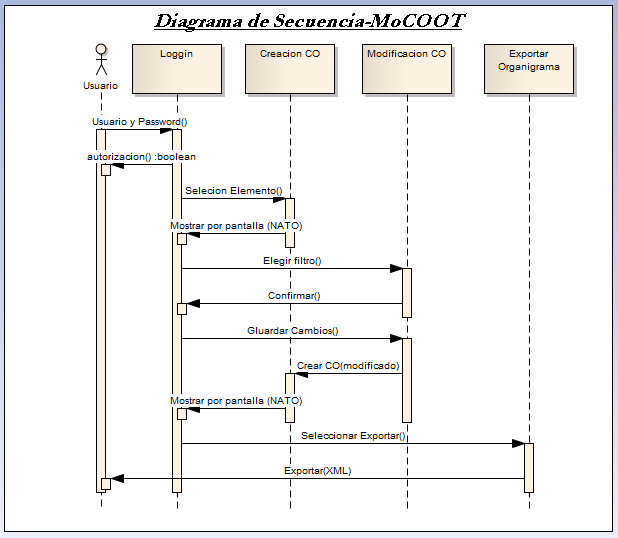 Diagrama de Secuencia-MoCOOT
Usuario
Loggin
Creacion CO
Modificacion CO
Exportar
Organigrama
Usuario y Password()
autorizacion() :boolean
Selecion Elemento()
Mostrar por pantalla (NATO)
Elegir filtro()
Confirmar()
Gluardar Cambios()
Crear CO(modificado)
Mostrar por pantalla (NATO)
Seleccionar Exportar()
Exportar(XML)